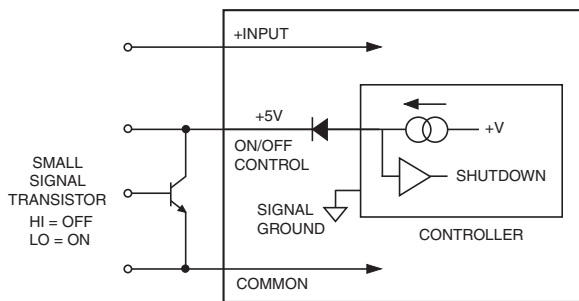 +INPUT
+5V
ON/OFF
CONTROL
+V
SHUTDOWN
SMALL
SIGNAL
TRANSISTOR
HI = OFF
LO = ON
SIGNAL
GROUND
CONTROLLER
COMMON